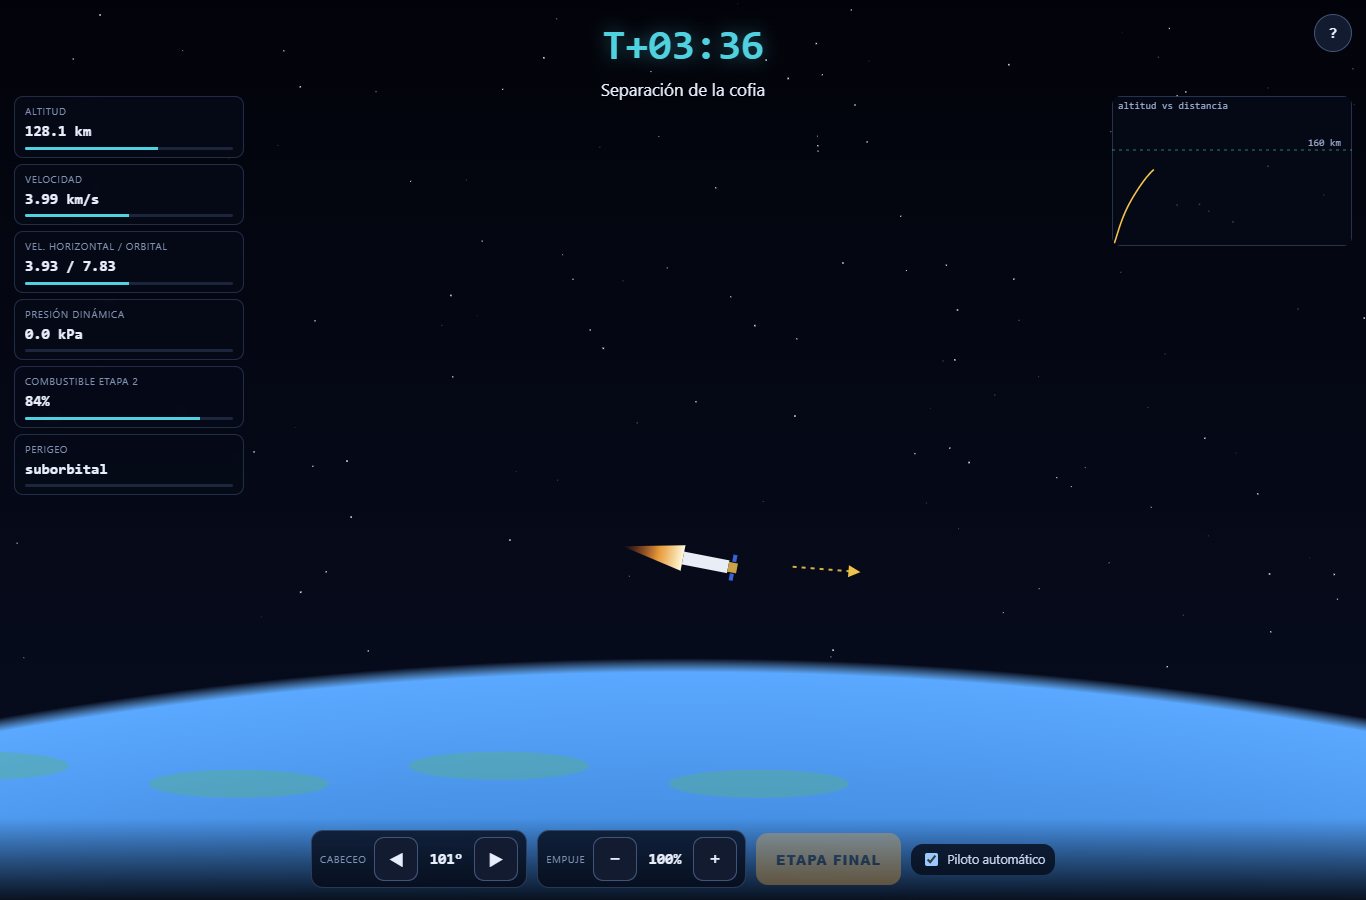 T+03:36
Separación de la cofia
?
ALTITUD
128.1 km
VELOCIDAD
3.99 km/s
VEL. HORIZONTAL / ORBITAL
3.93 / 7.83
PRESIÓN DINÁMICA
0.0 kPa
COMBUSTIBLE ETAPA 2
84%
PERIGEO
suborbital
altitud vs distancia
160 km
CABECEO ◀ 101° ▶
EMPUJE − 100% +
ETAPA FINAL
Piloto automático